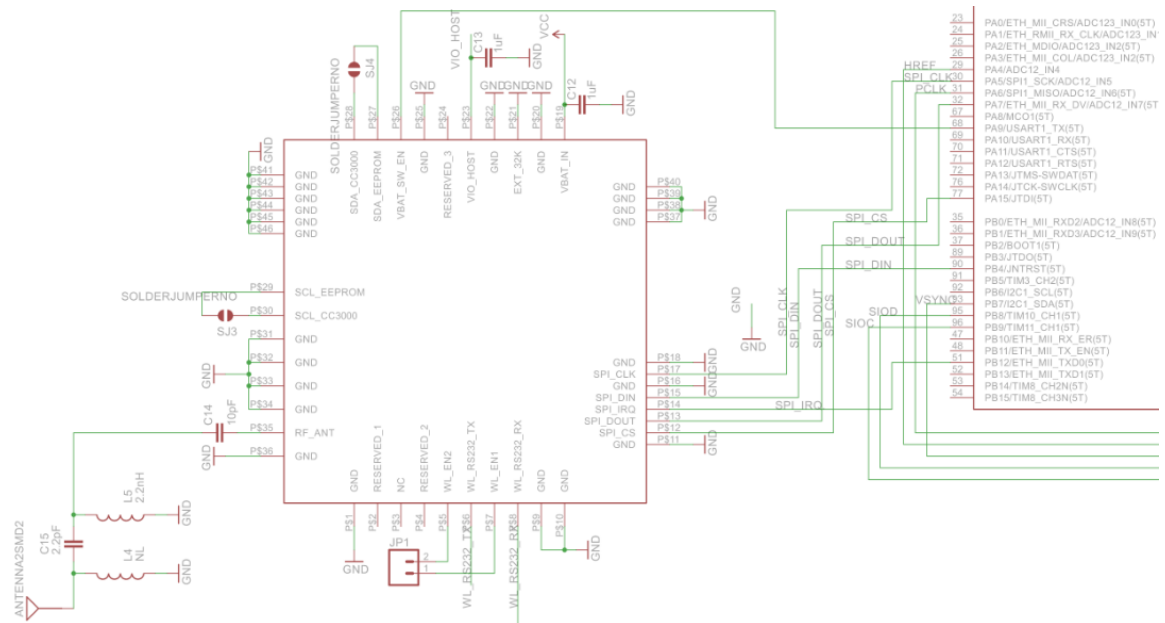 VIO_HOST
C13
1uF
GND
VCC
SJ4
SOLDERJUMPERNO
GND
GND
GND
GND
C12
1uF
GND
P$28
P$27
P$26
P$25
P$24
P$23
P$22
P$21
P$20
P$19
SDA_CC3000
SDA_EEPROM
VBAT_SW_EN
GND
RESERVED_3
VIO_HOST
GND
EXT_32K
GND
VBAT_IN
GND
P$41 GND
P$42 GND
P$43 GND
P$44 GND
P$45 GND
P$46 GND
GND P$40
GND P$39
GND P$38
GND P$37
GND
SOLDERJUMPERNO
P$29 SCL_EEPROM
P$30 SCL_CC3000
SJ3
P$31 GND
P$32 GND
GND
P$33 GND
P$34 GND
C14
10pF
P$35 RF_ANT
GND
P$36 GND
GND P$18 GND
SPI_CLK P$17
GND P$16 GND
SPI_DIN P$15
SPI_IRQ P$14
SPI_DOUT P$13
SPI_CS P$12
GND P$11 GND
GND
RESERVED_1
NC
RESERVED_2
WL_EN2
WL_RS232_TX
WL_EN1
WL_RS232_RX
GND
GND
P$1
P$2
P$3
P$4
P$5
P$6
P$7
P$8
P$9
P$10
GND
JP1
2
1
WL_RS232_TX
WL_RS232_RX
GND
L5
2.2nH
GND
C15
2.2pF
L4
NL
GND
ANTENNA2SMD2
GND
GND
SPI_CLK
SPI_DIN
SPI_DOUT
SPI_CS
SPI_CS
SPI_DOUT
SPI_DIN
SPI_IRQ
HREF
SPI_CLK
PCLK
VSYNC
SIOD
SIOC
23 PA0/ETH_MII_CRS/ADC123_IN0(5T)
24 PA1/ETH_RMII_RX_CLK/ADC123_IN
25 PA2/ETH_MDIO/ADC123_IN2(5T)
26 PA3/ETH_MII_COL/ADC123_IN2(5T)
29 PA4/ADC12_IN4
30 PA5/SPI1_SCK/ADC12_IN5
31 PA6/SPI1_MISO/ADC12_IN6(5T)
32 PA7/ETH_MII_RX_DV/ADC12_IN7(5T)
67 PA8/MCO1(5T)
68 PA9/USART1_TX(5T)
69 PA10/USART1_RX(5T)
70 PA11/USART1_CTS(5T)
71 PA12/USART1_RTS(5T)
72 PA13/JTMS-SWDAT(5T)
76 PA14/JTCK-SWCLK(5T)
77 PA15/JTDI(5T)
35 PB0/ETH_MII_RXD2/ADC12_IN8(5T)
36 PB1/ETH_MII_RXD3/ADC12_IN9(5T)
37 PB2/BOOT1(5T)
89 PB3/JTDO(5T)
90 PB4/JNTRST(5T)
91 PB5/TIM3_CH2(5T)
92 PB6/I2C1_SCL(5T)
93 PB7/I2C1_SDA(5T)
95 PB8/TIM10_CH1(5T)
96 PB9/TIM11_CH1(5T)
47 PB10/ETH_MII_RX_ER(5T)
48 PB11/ETH_MII_TX_EN(5T)
51 PB12/ETH_MII_TXD0(5T)
52 PB13/ETH_MII_TXD1(5T)
53 PB14/TIM8_CH2N(5T)
54 PB15/TIM8_CH3N(5T)